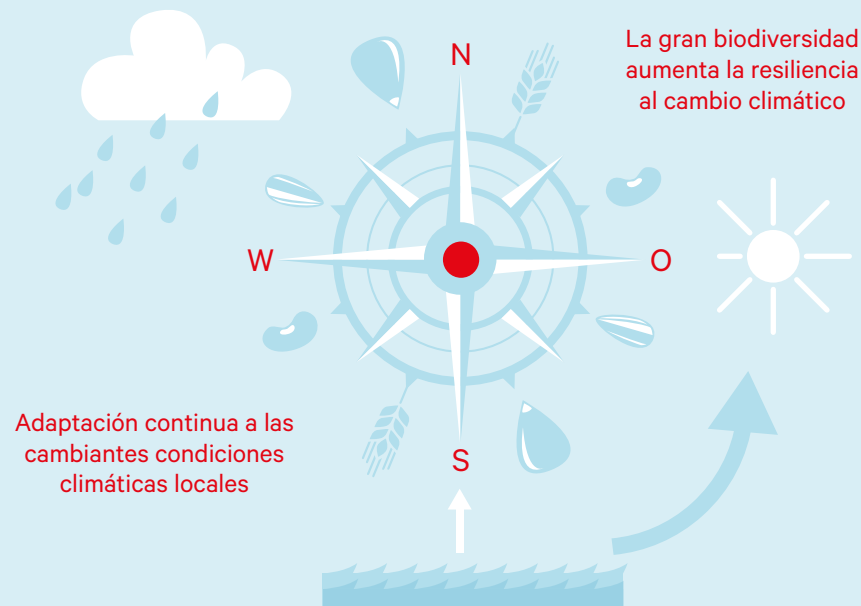 N
La gran biodiversidad
aumenta la resiliencia
al cambio climático
W
O
Adaptación continua a las
cambiantes condiciones
climáticas locales
S